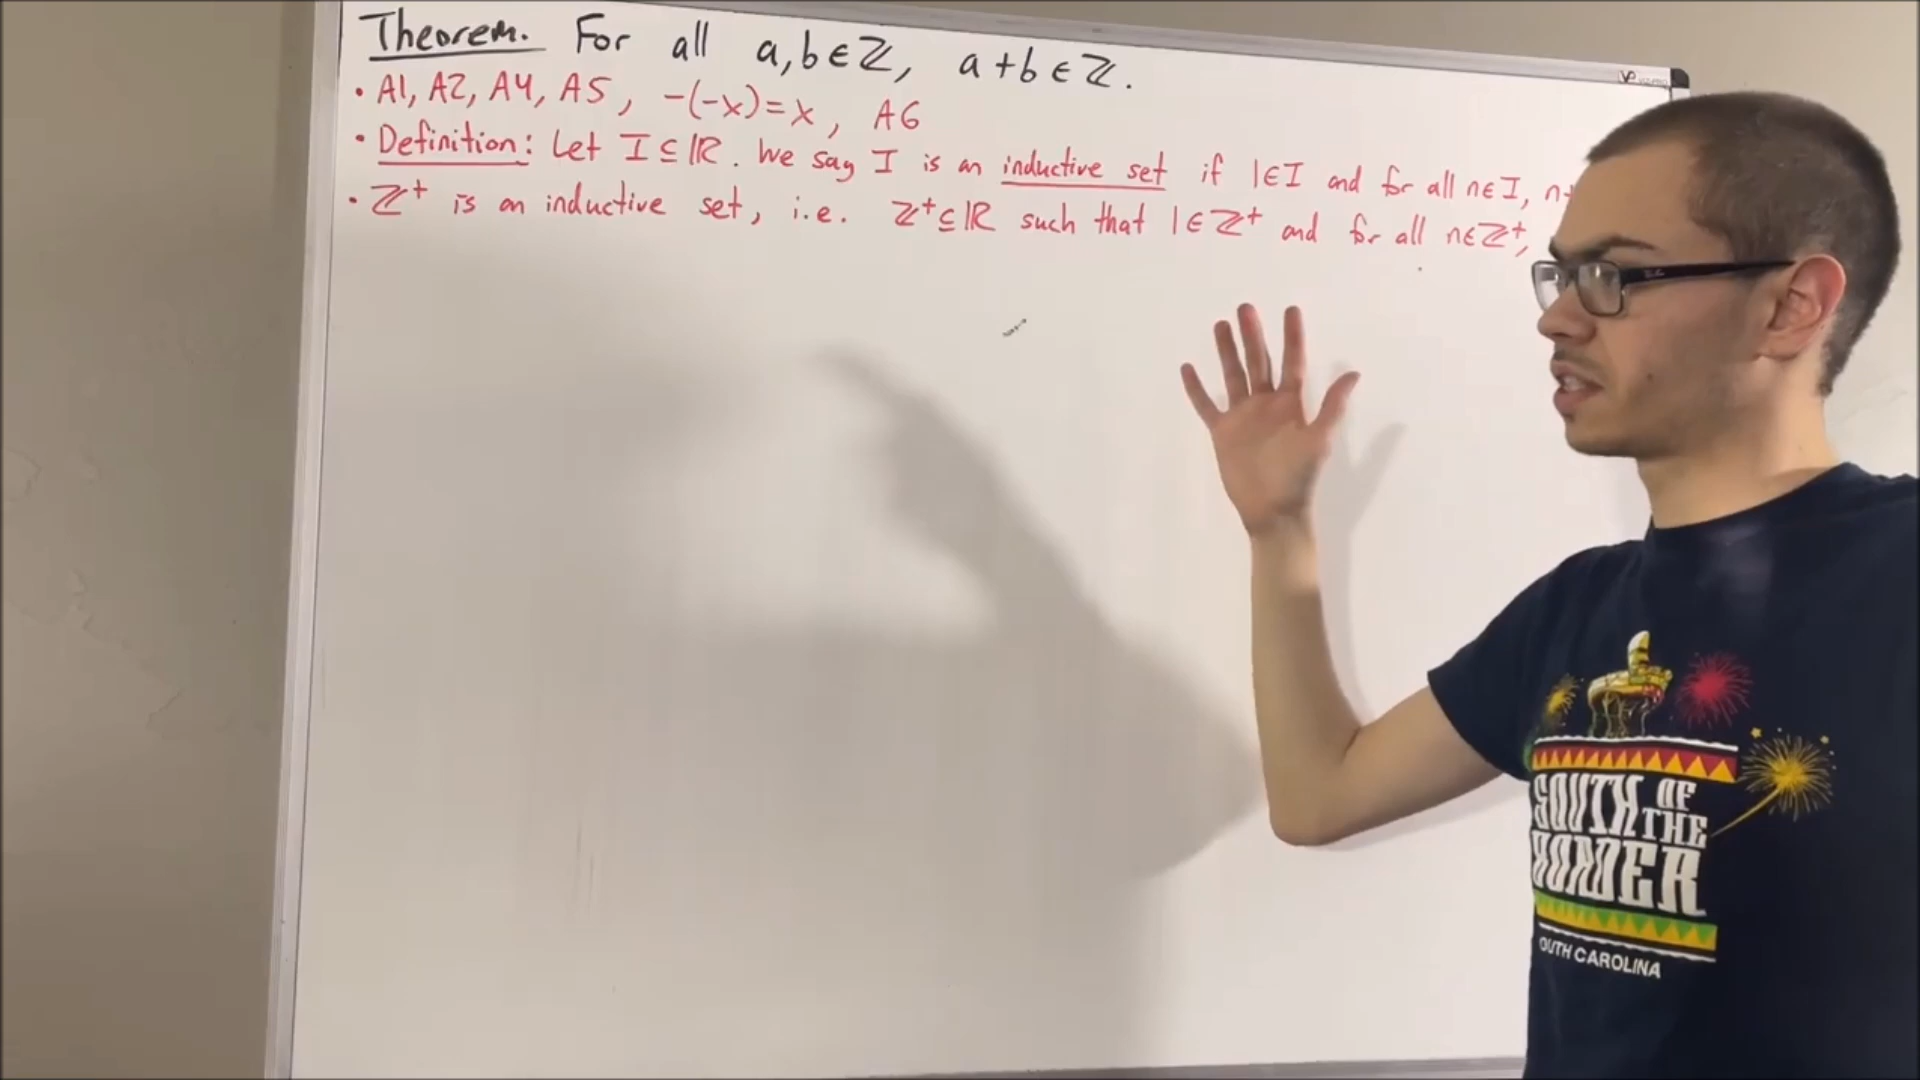 Theorem. For all a,b∈ℤ, a+b∈ℤ.
• A1, A2, A4, A5, -(-x)=x, A6
• Definition: Let I⊆ℝ. We say I is an inductive set if 1∈I and for all n∈I, n+
• ℤ⁺ is an inductive set, i.e. ℤ⁺⊆ℝ such that 1∈ℤ⁺ and for all n∈ℤ⁺,
SOUTH OF
THE
BORDER
OUTH CAROLINA